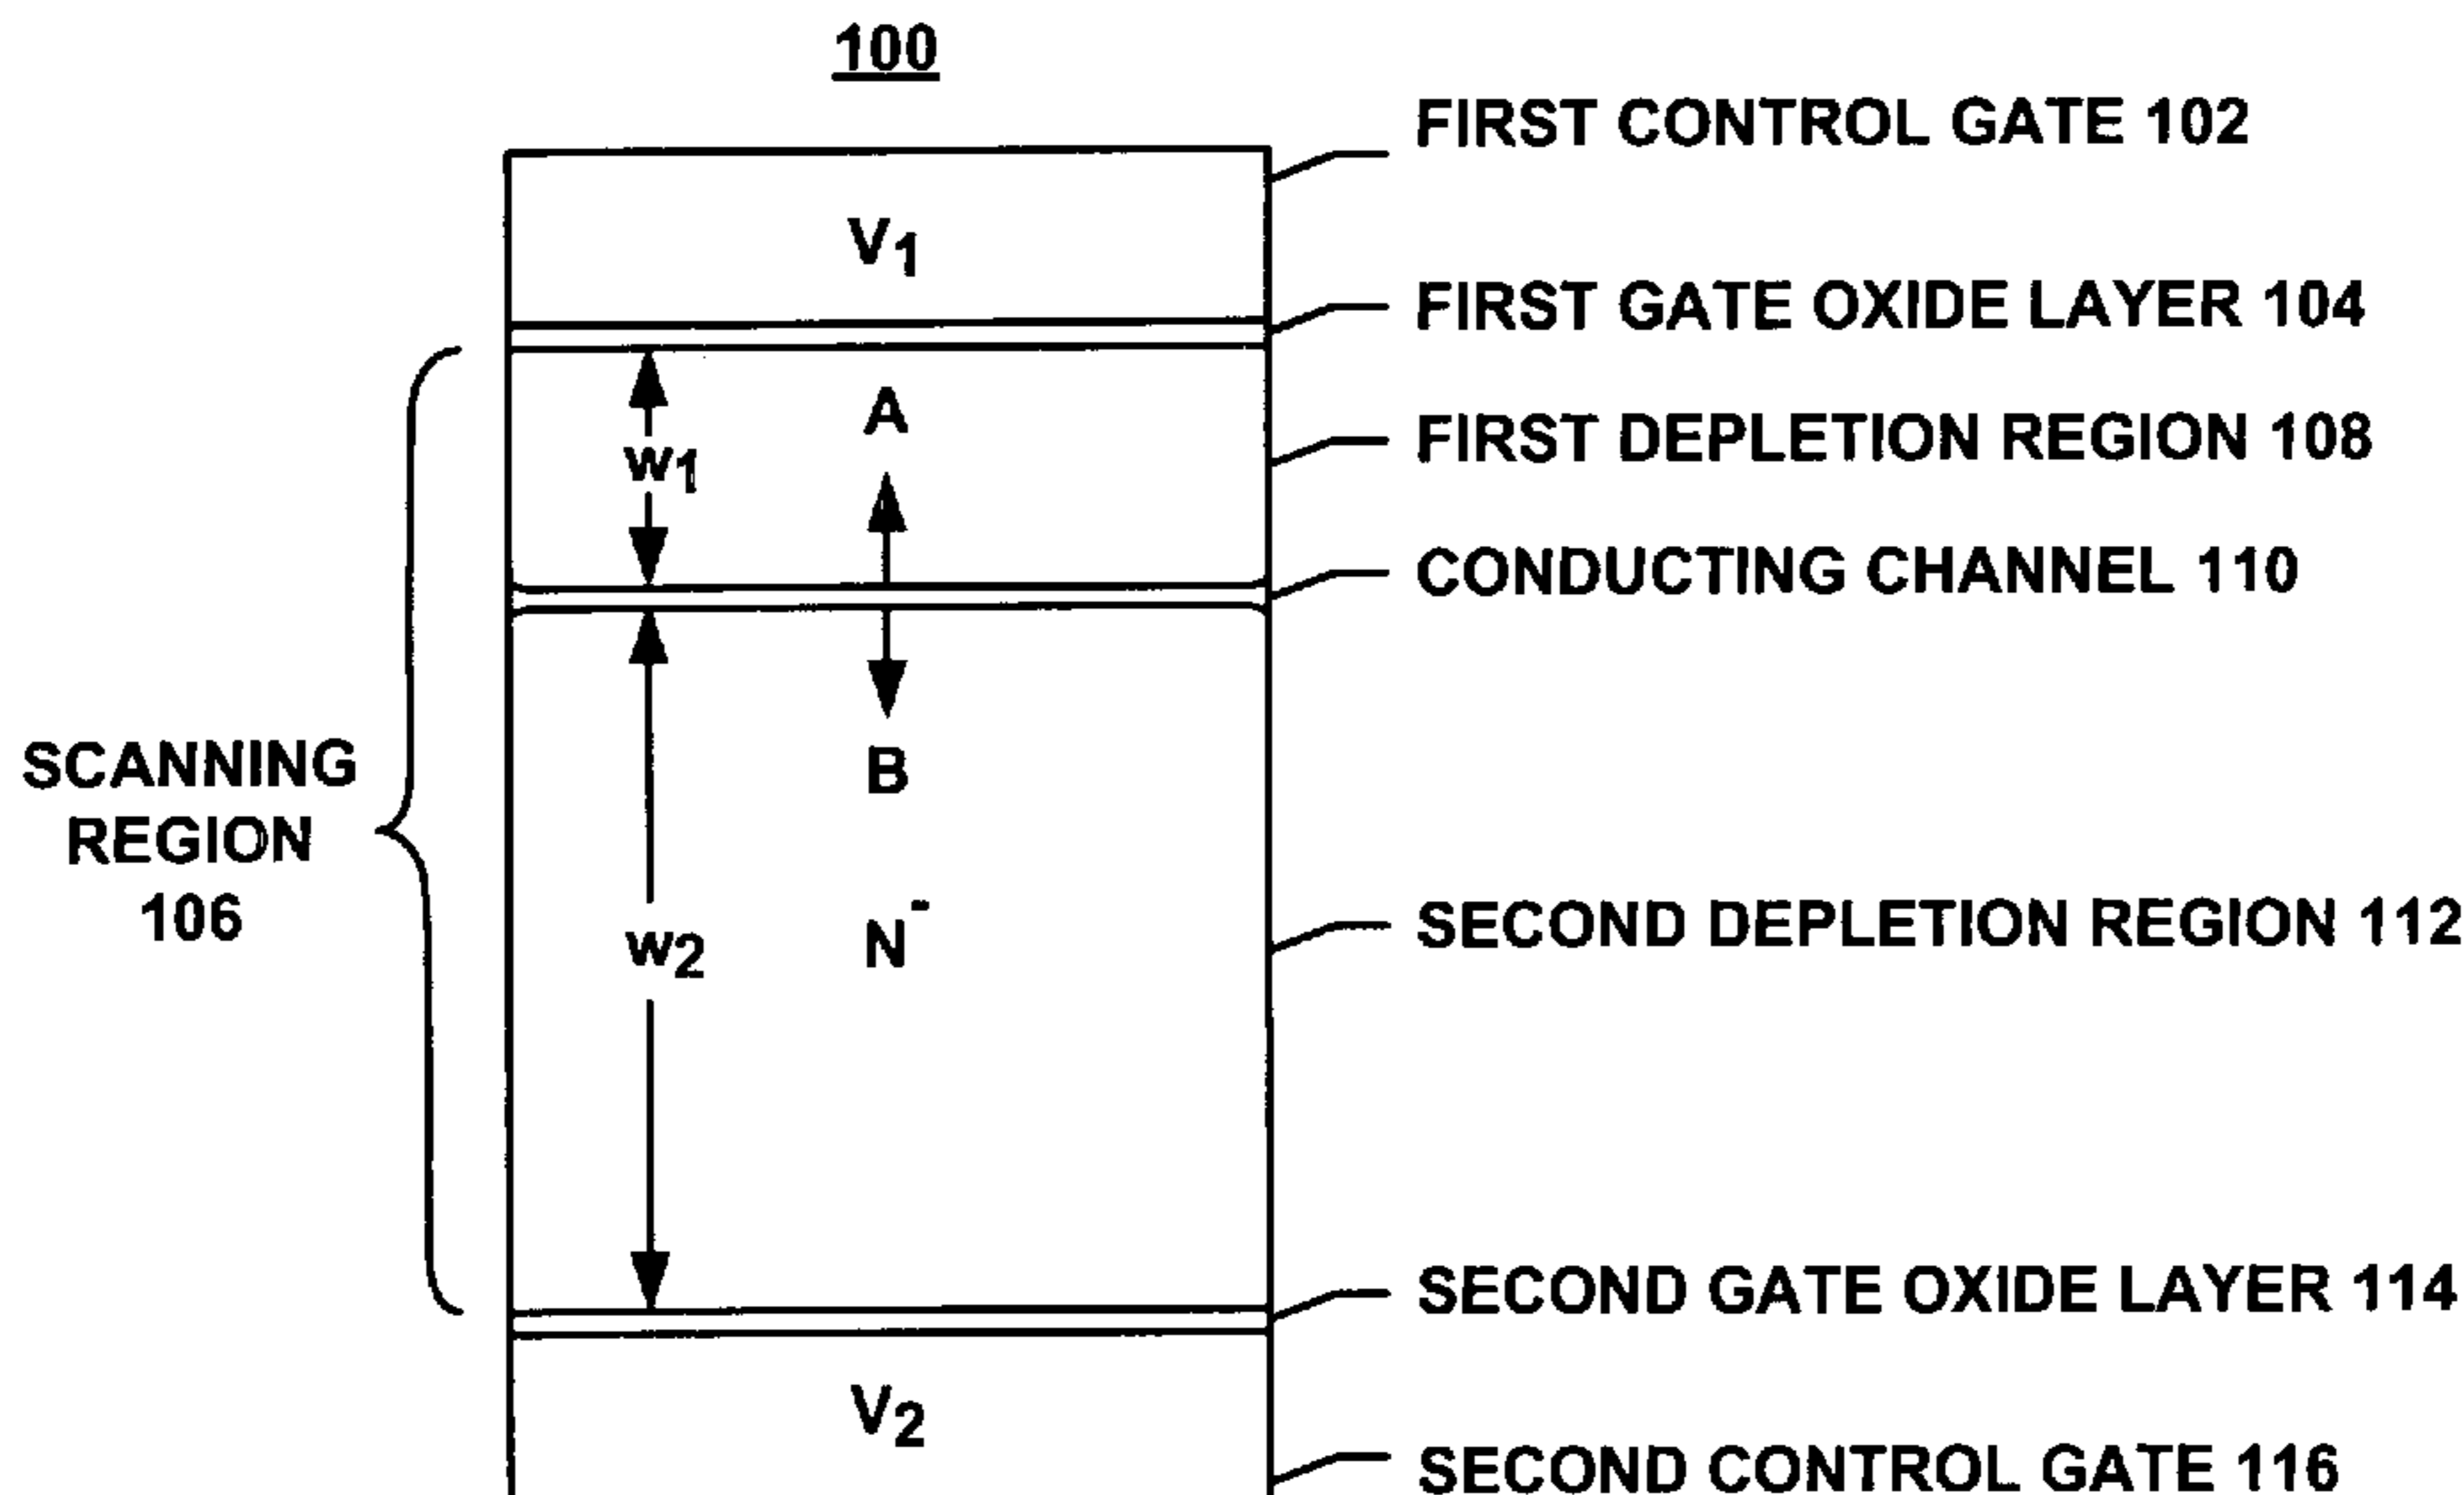 100
FIRST CONTROL GATE 102
V1
FIRST GATE OXIDE LAYER 104
A
FIRST DEPLETION REGION 108
w1
CONDUCTING CHANNEL 110
SCANNING
REGION
106
B
N-
w2
SECOND DEPLETION REGION 112
SECOND GATE OXIDE LAYER 114
V2
SECOND CONTROL GATE 116